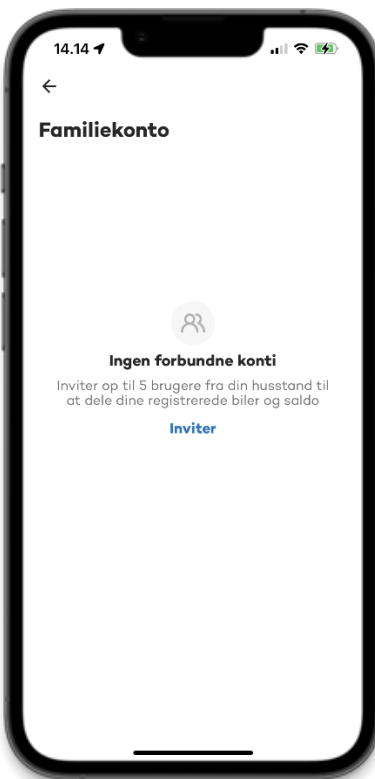 14.14
Familiekonto
Ingen forbundne konti
Inviter op til 5 brugere fra din husstand til
at dele dine registrerede biler og saldo
Inviter